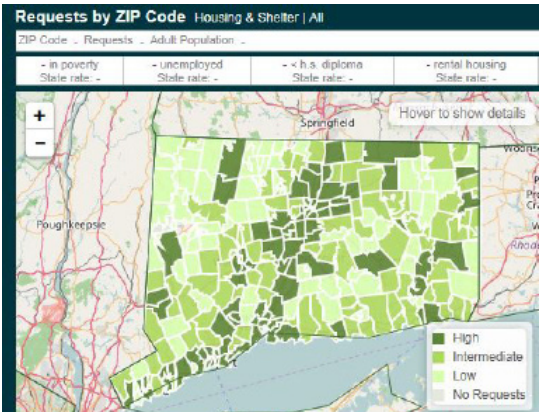 Requests by ZIP Code Housing & Shelter | All
ZIP Code - Requests - Adult Population -
- in poverty
State rate: -
- unemployed
State rate: -
- < h.s. diploma
State rate: -
- rental housing
State rate: -
+
-
Hover to show details
Springfield
Poughkeepsie
High
Intermediate
Low
No Requests